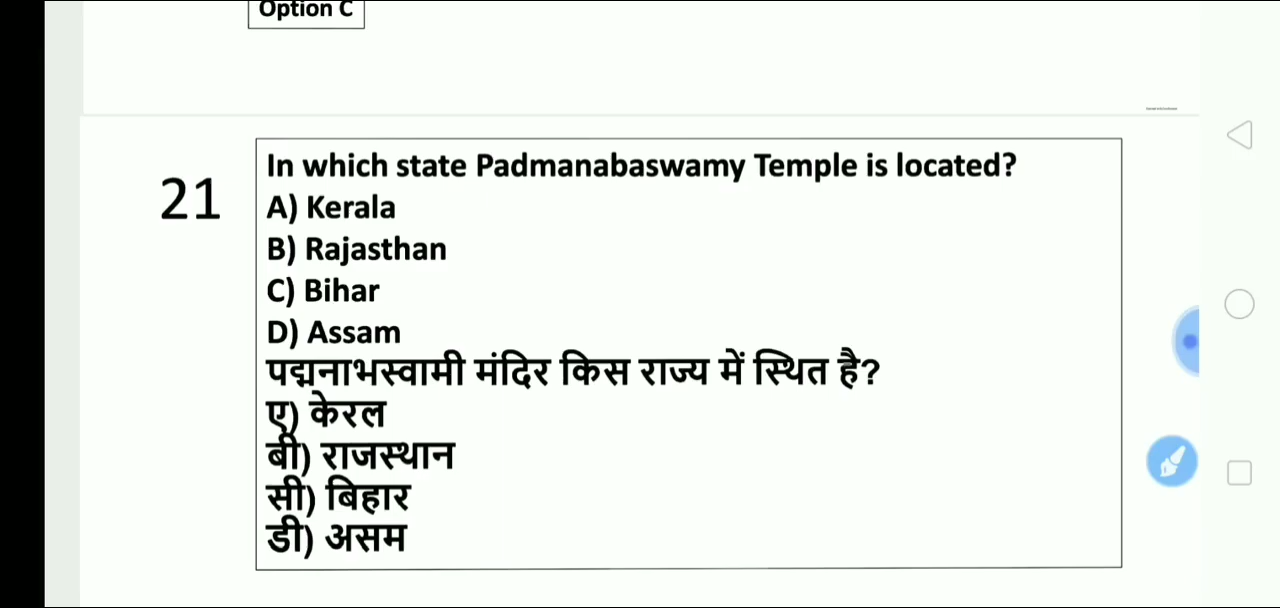 Option C
21
In which state Padmanabaswamy Temple is located?
A) Kerala
B) Rajasthan
C) Bihar
D) Assam
पद्मनाभस्वामी मंदिर किस राज्य में स्थित है?
ए) केरल
बी) राजस्थान
सी) बिहार
डी) असम